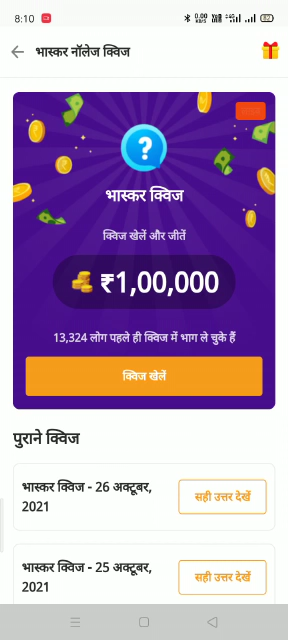 8:10
भास्कर नॉलेज क्विज
भास्कर क्विज
क्विज खेलें और जीतें
₹1,00,000
13,324 लोग पहले ही क्विज में भाग ले चुके हैं
क्विज खेलें
पुराने क्विज
भास्कर क्विज - 26 अक्टूबर,
2021
सही उत्तर देखें
भास्कर क्विज - 25 अक्टूबर,
2021
सही उत्तर देखें